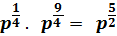 p^{1/4} . p^{9/4} = p^{5/2}